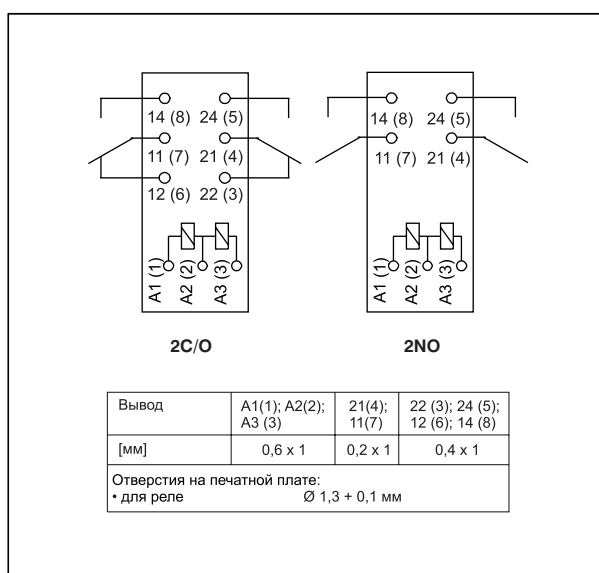 14 (8) 24 (5)
11 (7) 21 (4)
12 (6) 22 (3)
A1 (1) A2 (2) A3 (3)
2C/O
14 (8) 24 (5)
11 (7) 21 (4)
A1 (1) A2 (2) A3 (3)
2NO
Вывод A1(1); A2(2); 21(4); 22 (3); 24 (5);
A3 (3) 11(7) 12 (6); 14 (8)
[мм] 0,6 x 1 0,2 x 1 0,4 x 1
Отверстия на печатной плате:
• для реле Ø 1,3 + 0,1 мм